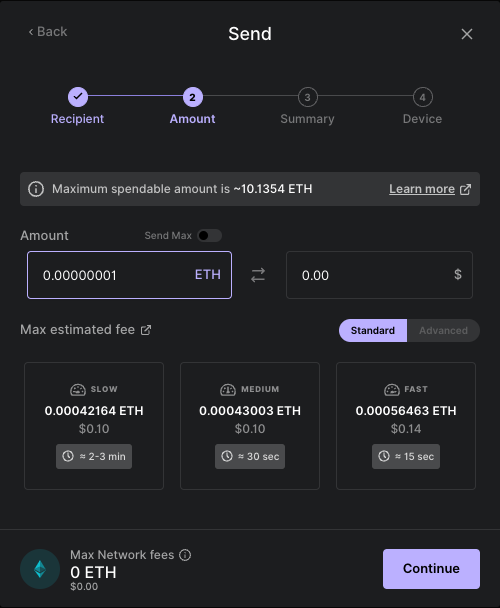 Back
Send
2
3
4
Recipient
Amount
Summary
Device
Maximum spendable amount is ~10.1354 ETH
Learn more
Amount
Send Max
0.00000001 ETH
0.00 $
Max estimated fee
Standard
Advanced
SLOW
0.00042164 ETH
$0.10
≈ 2-3 min
MEDIUM
0.00043003 ETH
$0.10
≈ 30 sec
FAST
0.00056463 ETH
$0.14
≈ 15 sec
Max Network fees
0 ETH
$0.00
Continue